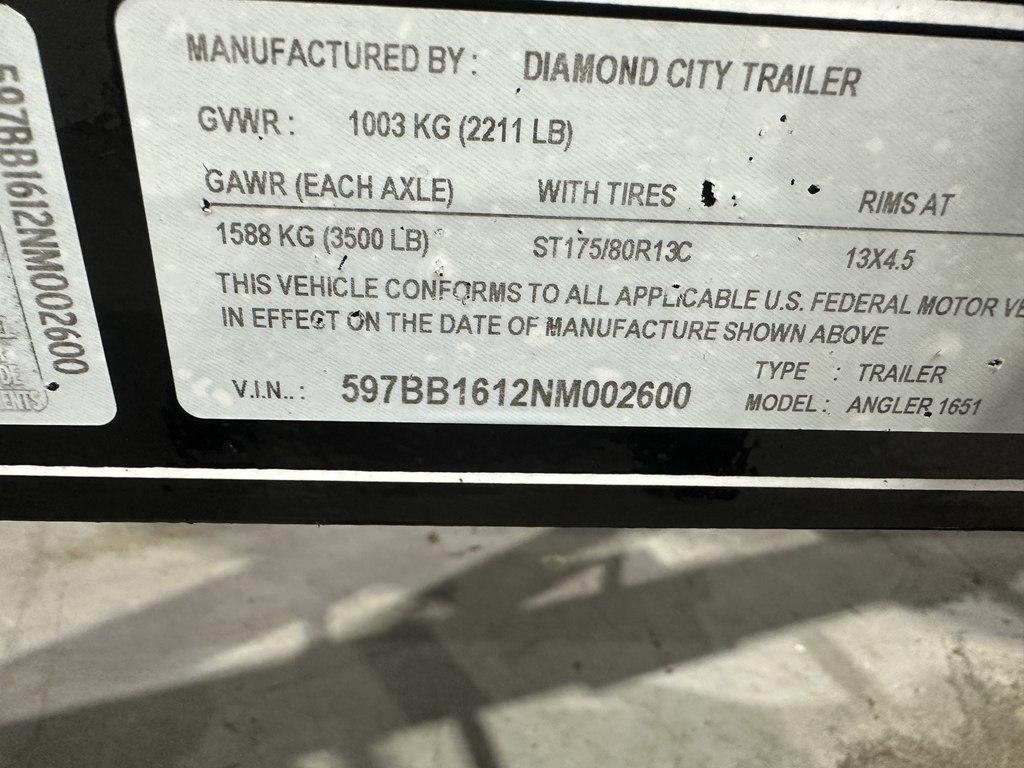 597BB1612NM002600
ENTS
MANUFACTURED BY: DIAMOND CITY TRAILER
GVWR: 1003 KG (2211 LB)
GAWR (EACH AXLE) WITH TIRES RIMS AT
1588 KG (3500 LB) ST175/80R13C 13X4.5
THIS VEHICLE CONFORMS TO ALL APPLICABLE U.S. FEDERAL MOTOR VE
IN EFFECT ON THE DATE OF MANUFACTURE SHOWN ABOVE
TYPE : TRAILER
V.I.N..: 597BB1612NM002600
MODEL: ANGLER 1651